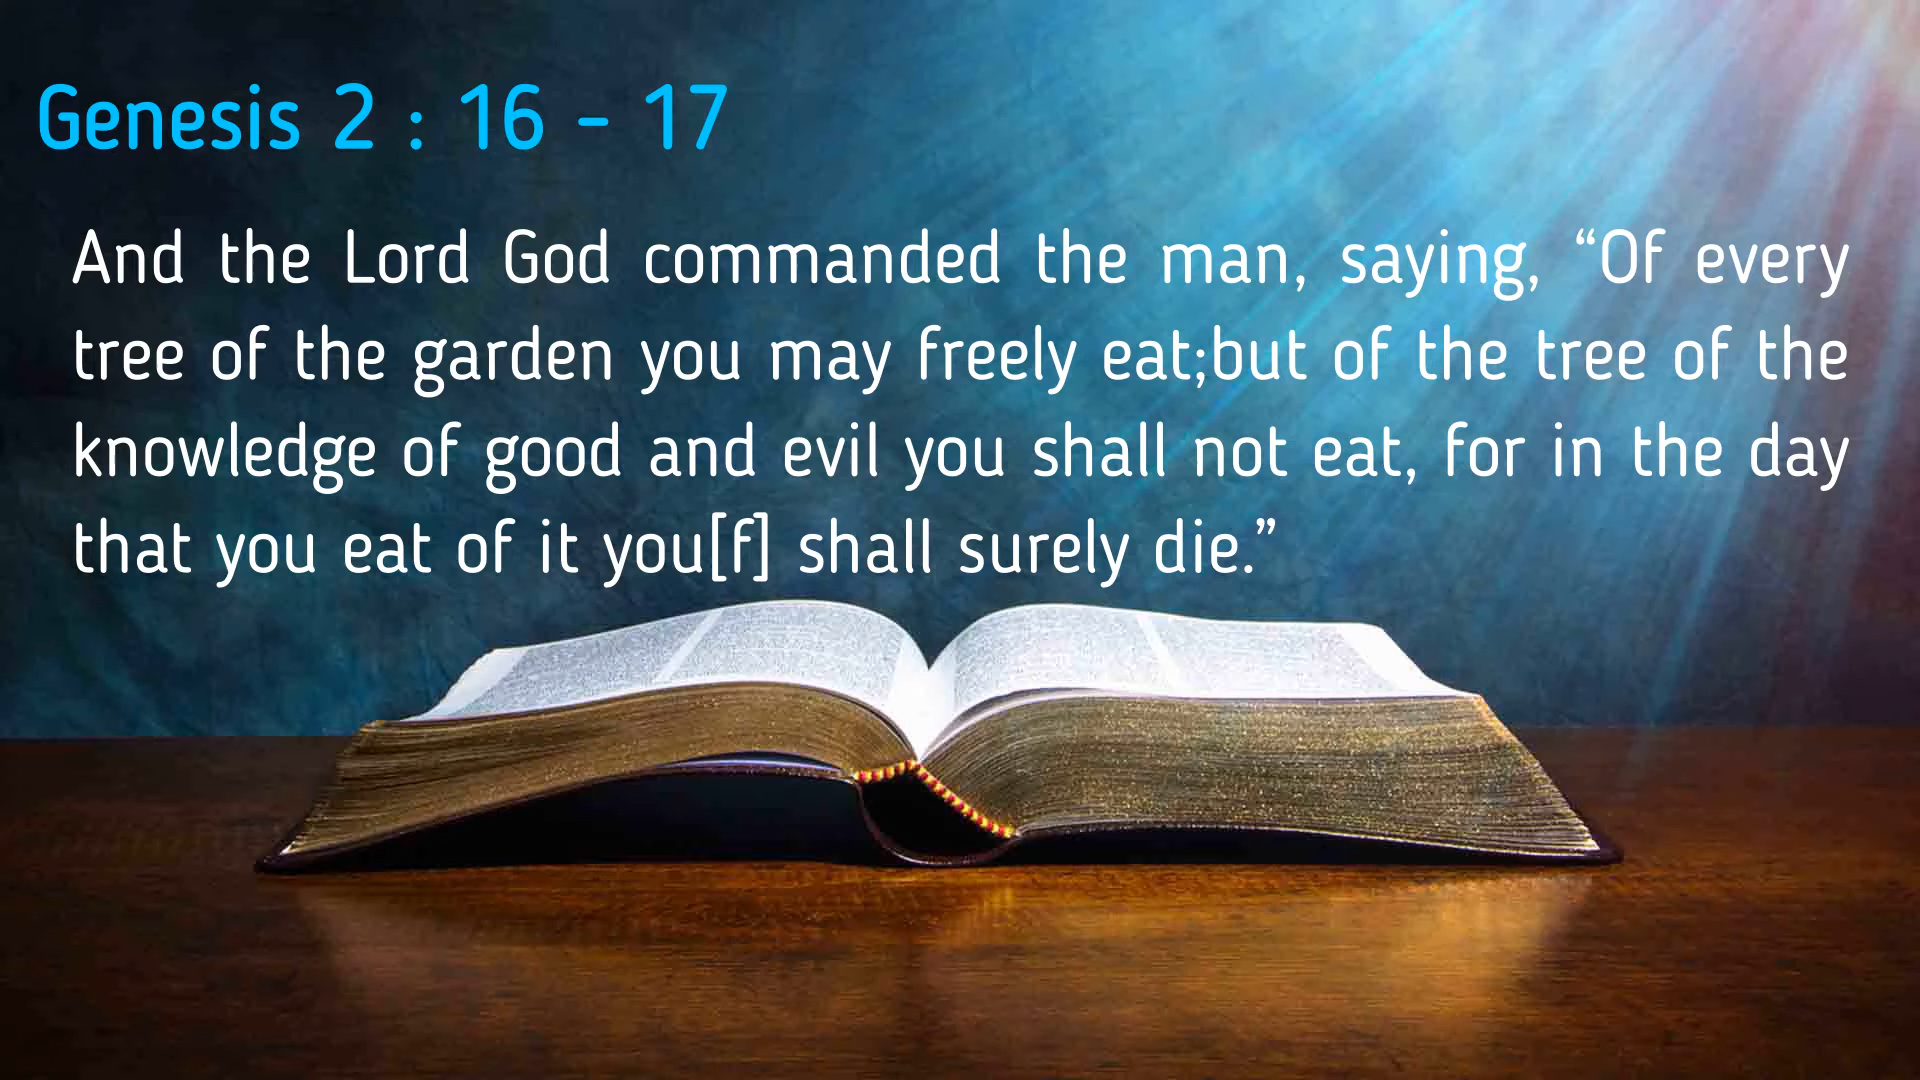 Genesis 2 : 16 - 17
And the Lord God commanded the man, saying, “Of every
tree of the garden you may freely eat;but of the tree of the
knowledge of good and evil you shall not eat, for in the day
that you eat of it you[f] shall surely die.”